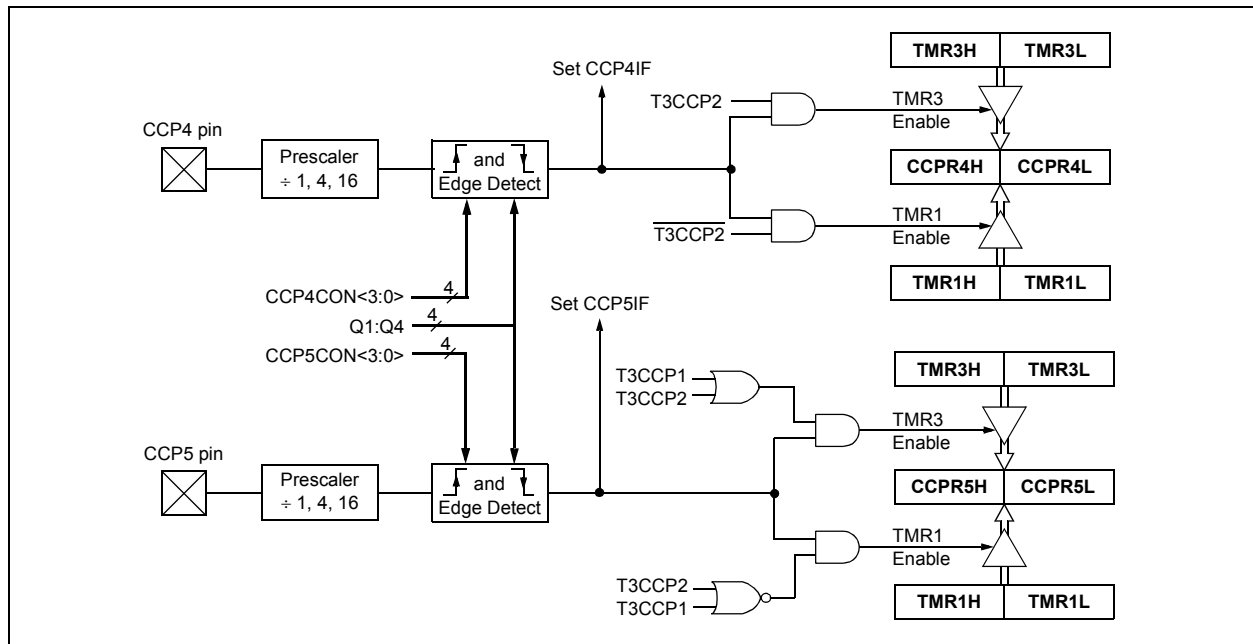 TMR3H TMR3L
Set CCP4IF
T3CCP2
TMR3
Enable
CCP4 pin
Prescaler
÷ 1, 4, 16
and
Edge Detect
CCPR4H CCPR4L
TMR1
Enable
T3CCP2
TMR1H TMR1L
CCP4CON<3:0> 4
Q1:Q4 4
CCP5CON<3:0> 4
Set CCP5IF
TMR3H TMR3L
T3CCP1
T3CCP2
TMR3
Enable
CCP5 pin
Prescaler
÷ 1, 4, 16
and
Edge Detect
CCPR5H CCPR5L
TMR1
Enable
T3CCP2
T3CCP1
TMR1H TMR1L